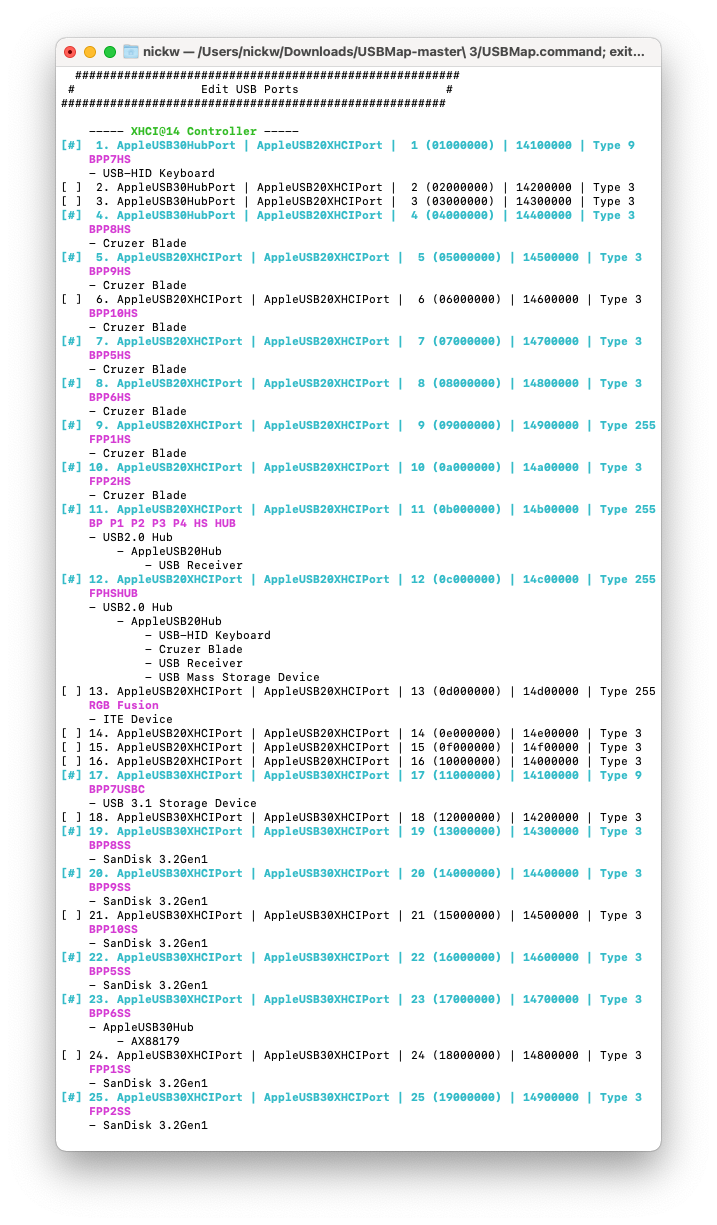 nickw — /Users/nickw/Downloads/USBMap-master\ 3/USBMap.command; exit...
#######################################################
# Edit USB Ports #
#######################################################
----- XHCI@14 Controller -----
[#] 1. AppleUSB30HubPort | AppleUSB20XHCIPort | 1 (01000000) | 14100000 | Type 9
BPP7HS
– USB-HID Keyboard
[ ] 2. AppleUSB20XHCIPort | AppleUSB20XHCIPort | 2 (02000000) | 14200000 | Type 3
[ ] 3. AppleUSB20XHCIPort | AppleUSB20XHCIPort | 3 (03000000) | 14300000 | Type 3
[#] 4. AppleUSB30HubPort | AppleUSB20XHCIPort | 4 (04000000) | 14400000 | Type 3
BPP8HS
– Cruzer Blade
[#] 5. AppleUSB20XHCIPort | AppleUSB20XHCIPort | 5 (05000000) | 14500000 | Type 3
BPP9HS
– Cruzer Blade
[ ] 6. AppleUSB20XHCIPort | AppleUSB20XHCIPort | 6 (06000000) | 14600000 | Type 3
BPP10HS
– Cruzer Blade
[#] 7. AppleUSB20XHCIPort | AppleUSB20XHCIPort | 7 (07000000) | 14700000 | Type 3
BPP5HS
– Cruzer Blade
[#] 8. AppleUSB20XHCIPort | AppleUSB20XHCIPort | 8 (08000000) | 14800000 | Type 3
BPP6HS
– Cruzer Blade
[#] 9. AppleUSB20XHCIPort | AppleUSB20XHCIPort | 9 (09000000) | 14900000 | Type 255
FPP1HS
– Cruzer Blade
[#] 10. AppleUSB20XHCIPort | AppleUSB20XHCIPort | 10 (0a000000) | 14a00000 | Type 3
FPP2HS
– Cruzer Blade
[#] 11. AppleUSB20XHCIPort | AppleUSB20XHCIPort | 11 (0b000000) | 14b00000 | Type 255
BP P1 P2 P3 P4 HS HUB
– USB2.0 Hub
– AppleUSB20Hub
– USB Receiver
[#] 12. AppleUSB20XHCIPort | AppleUSB20XHCIPort | 12 (0c000000) | 14c00000 | Type 255
FPHSHUB
– USB2.0 Hub
– AppleUSB20Hub
– USB-HID Keyboard
– Cruzer Blade
– USB Receiver
– USB Mass Storage Device
[ ] 13. AppleUSB20XHCIPort | AppleUSB20XHCIPort | 13 (0d000000) | 14d00000 | Type 255
RGB Fusion
– ITE Device
[ ] 14. AppleUSB20XHCIPort | AppleUSB20XHCIPort | 14 (0e000000) | 14e00000 | Type 3
[ ] 15. AppleUSB20XHCIPort | AppleUSB20XHCIPort | 15 (0f000000) | 14f00000 | Type 3
[ ] 16. AppleUSB20XHCIPort | AppleUSB20XHCIPort | 16 (10000000) | 14000000 | Type 3
[#] 17. AppleUSB30XHCIPort | AppleUSB30XHCIPort | 17 (11000000) | 14100000 | Type 9
BPP7USBC
– USB 3.1 Storage Device
[ ] 18. AppleUSB30XHCIPort | AppleUSB30XHCIPort | 18 (12000000) | 14200000 | Type 3
[#] 19. AppleUSB30XHCIPort | AppleUSB30XHCIPort | 19 (13000000) | 14300000 | Type 3
BPP8SS
– SanDisk 3.2Gen1
[#] 20. AppleUSB30XHCIPort | AppleUSB30XHCIPort | 20 (14000000) | 14400000 | Type 3
BPP9SS
– SanDisk 3.2Gen1
[ ] 21. AppleUSB30XHCIPort | AppleUSB30XHCIPort | 21 (15000000) | 14500000 | Type 3
BPP10SS
– SanDisk 3.2Gen1
[#] 22. AppleUSB30XHCIPort | AppleUSB30XHCIPort | 22 (16000000) | 14600000 | Type 3
BPP5SS
– SanDisk 3.2Gen1
[#] 23. AppleUSB30XHCIPort | AppleUSB30XHCIPort | 23 (17000000) | 14700000 | Type 3
BPP6SS
– AppleUSB30Hub
– AX88179
[ ] 24. AppleUSB30XHCIPort | AppleUSB30XHCIPort | 24 (18000000) | 14800000 | Type 3
FPP1SS
– SanDisk 3.2Gen1
[#] 25. AppleUSB30XHCIPort | AppleUSB30XHCIPort | 25 (19000000) | 14900000 | Type 3
FPP2SS
– SanDisk 3.2Gen1